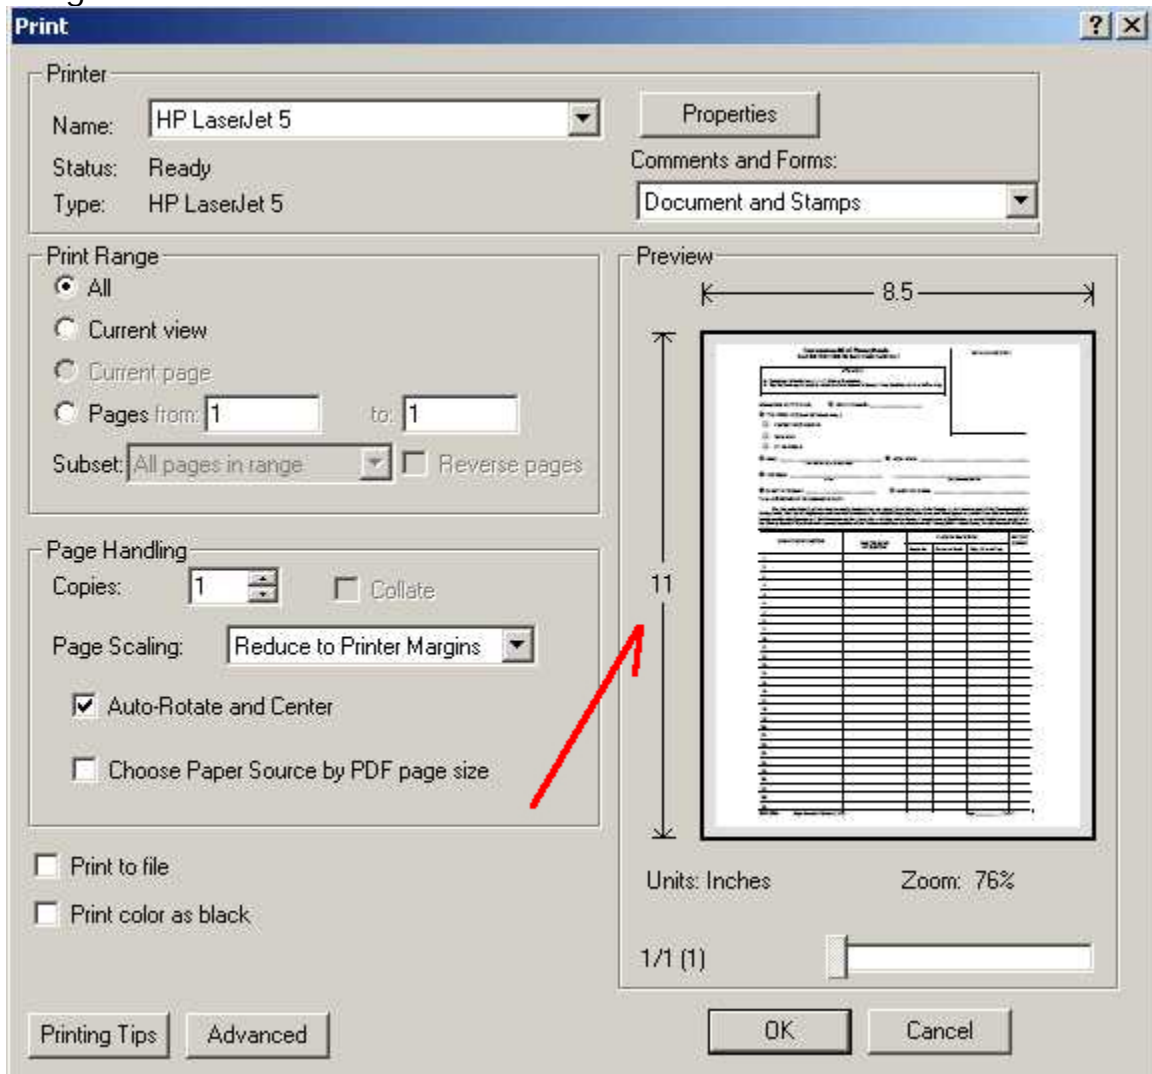 Print
Printer
Name: HP LaserJet 5 Properties
Status: Ready Comments and Forms:
Type: HP LaserJet 5 Document and Stamps
Print Range
All
Current view
Current page
Pages from: 1 to: 1
Subset: All pages in range Reverse pages
Preview
8.5
11
Page Handling
Copies: 1 Collate
Page Scaling: Reduce to Printer Margins
Auto-Rotate and Center
Choose Paper Source by PDF page size
Print to file
Print color as black
Units: Inches Zoom: 76%
1/1 (1)
Printing Tips Advanced OK Cancel